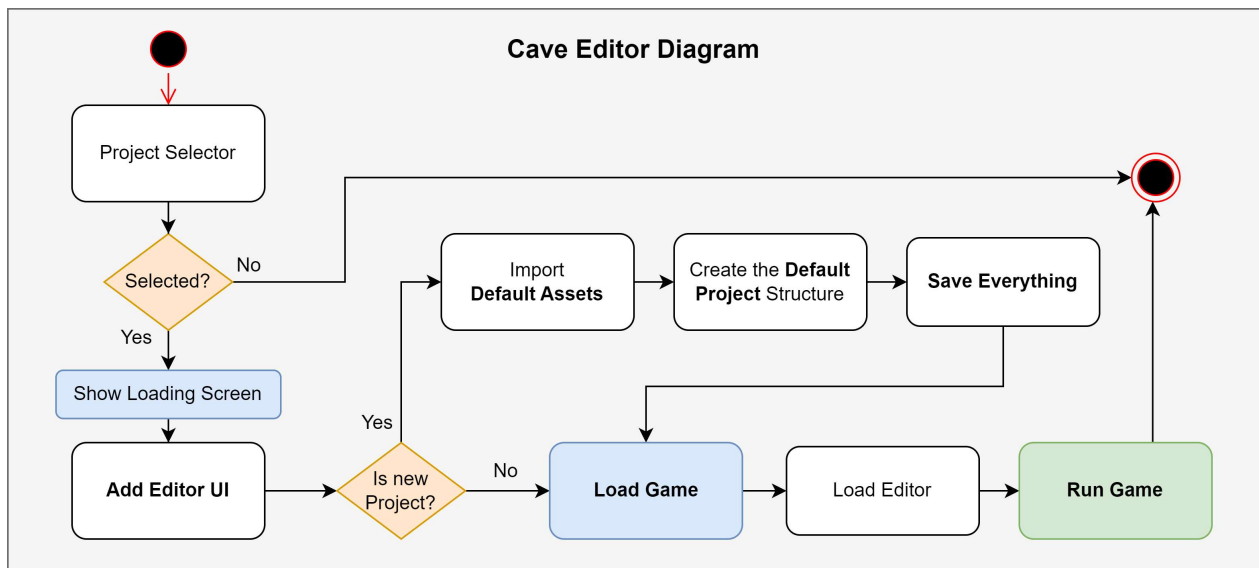 Cave Editor Diagram
Project Selector
Selected?
No
Yes
Show Loading Screen
Add Editor UI
Is new
Project?
Yes
Import
Default Assets
Create the Default
Project Structure
Save Everything
No
Load Game
Load Editor
Run Game